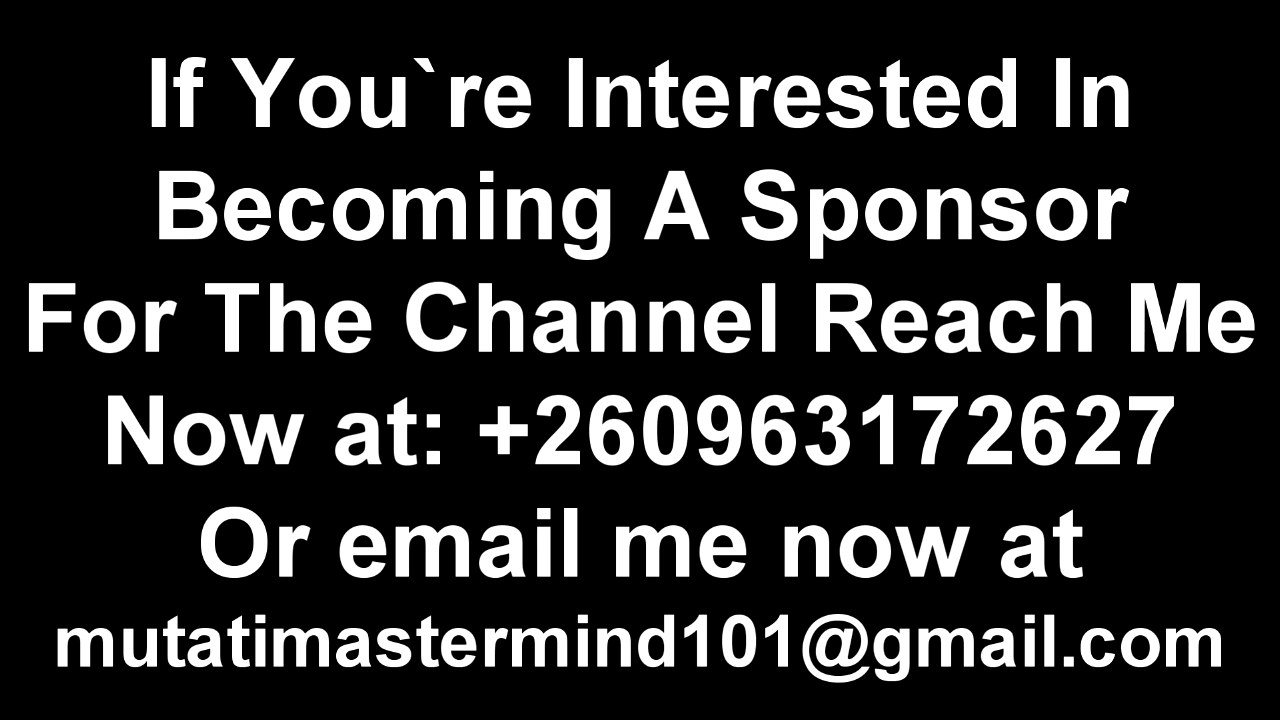 If You`re Interested In
Becoming A Sponsor
For The Channel Reach Me
Now at: +260963172627
Or email me now at
mutatimastermind101@gmail.com